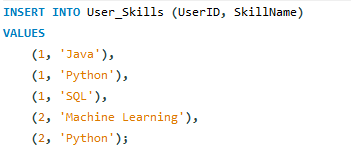 INSERT INTO User_Skills (UserID, SkillName)
VALUES
    (1, 'Java'),
    (1, 'Python'),
    (1, 'SQL'),
    (2, 'Machine Learning'),
    (2, 'Python');